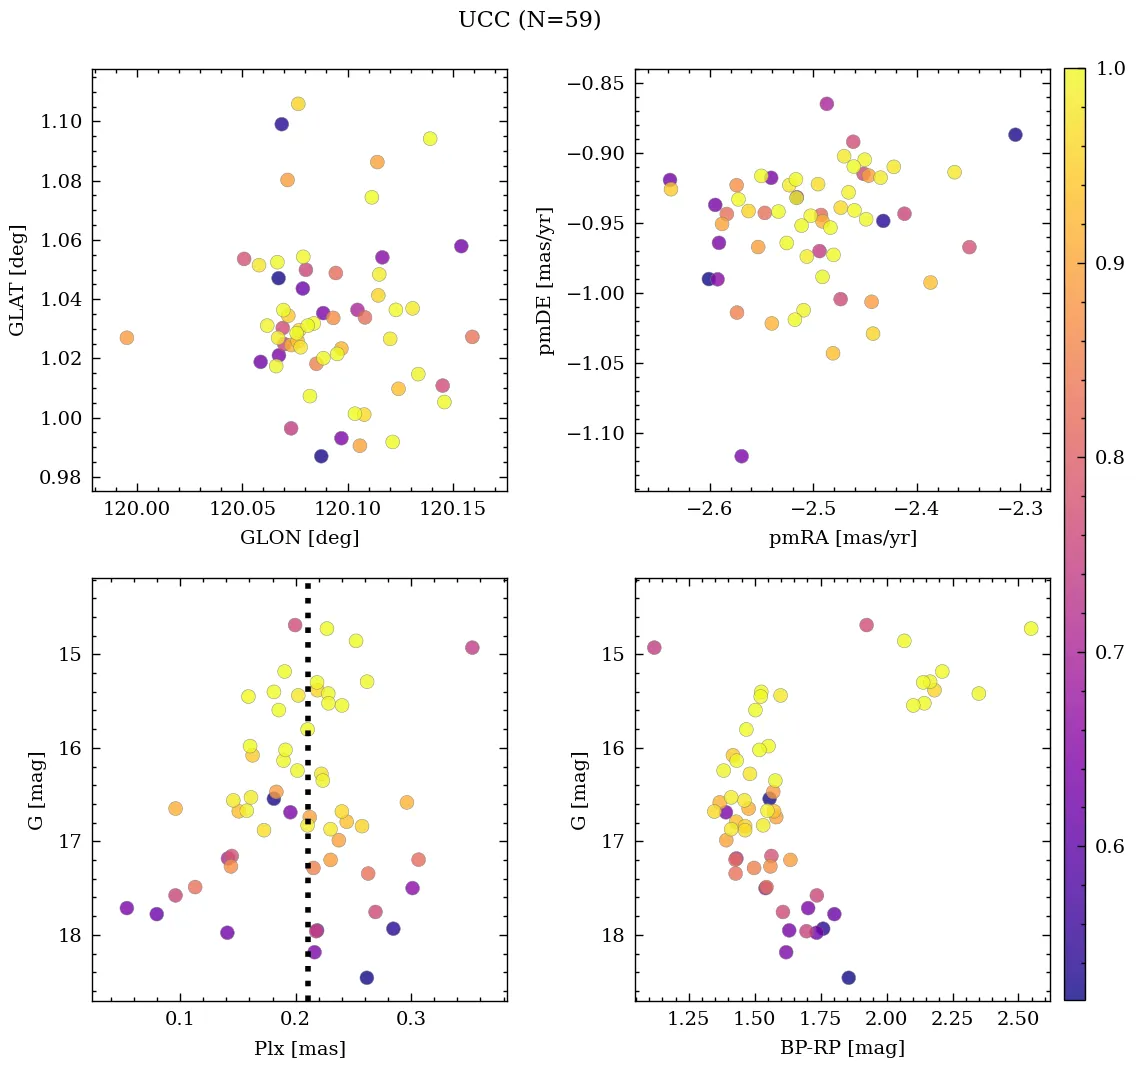 UCC (N=59)
1.10
1.08
1.06
1.04
1.02
1.00
0.98
GLAT [deg]
120.00 120.05 120.10 120.15
GLON [deg]
−0.85
−0.90
−0.95
−1.00
−1.05
−1.10
pmDE [mas/yr]
−2.6 −2.5 −2.4 −2.3
pmRA [mas/yr]
1.0
0.9
0.8
0.7
0.6
15
16
17
18
G [mag]
0.1 0.2 0.3
Plx [mas]
15
16
17
18
G [mag]
1.25 1.50 1.75 2.00 2.25 2.50
BP-RP [mag]